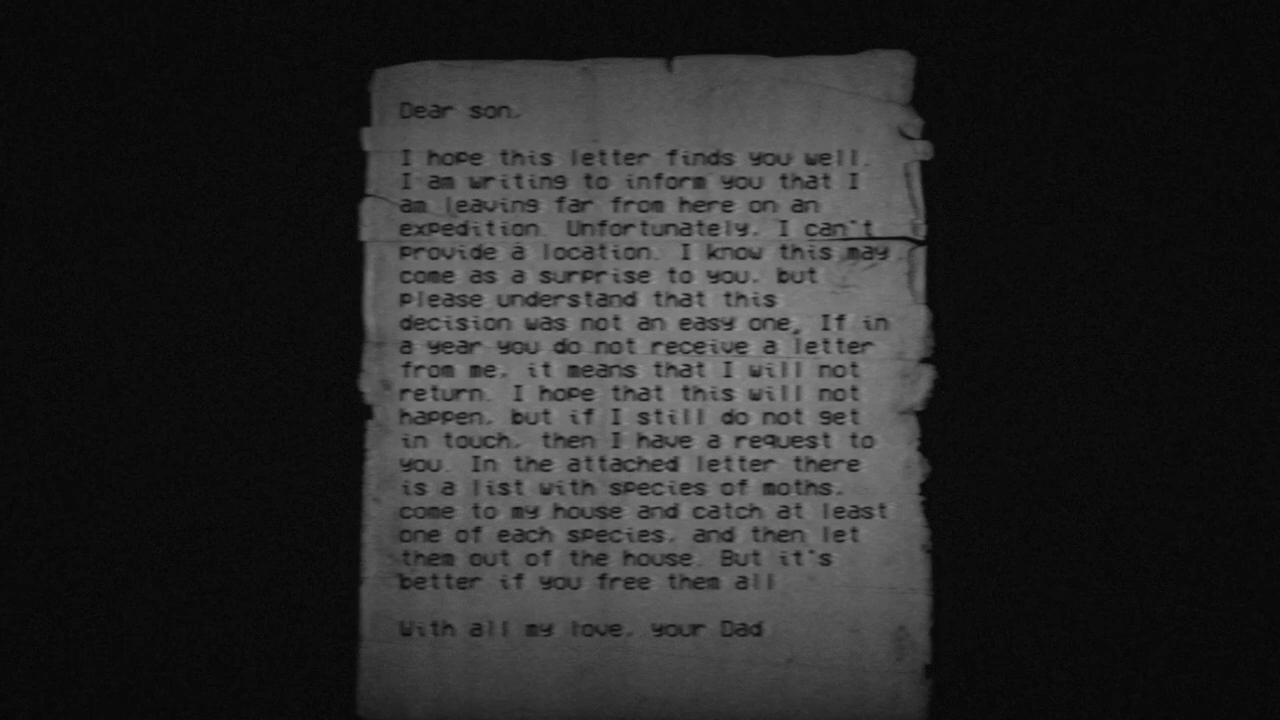 Dear son,
I hope this letter finds you well.
I am writing to inform you that I
am leaving far from here on an
expedition. Unfortunately, I can't
provide a location. I know this may
come as a surprise to you, but
please understand that this
decision was not an easy one, If in
a year you do not receive a letter
from me, it means that I will not
return. I hope that this will not
happen, but if I still do not get
in touch, then I have a request to
you. In the attached letter there
is a list with species of moths,
come to my house and catch at least
one of each species, and then let
them out of the house. But it's
better if you free them all
With all my love, your Dad